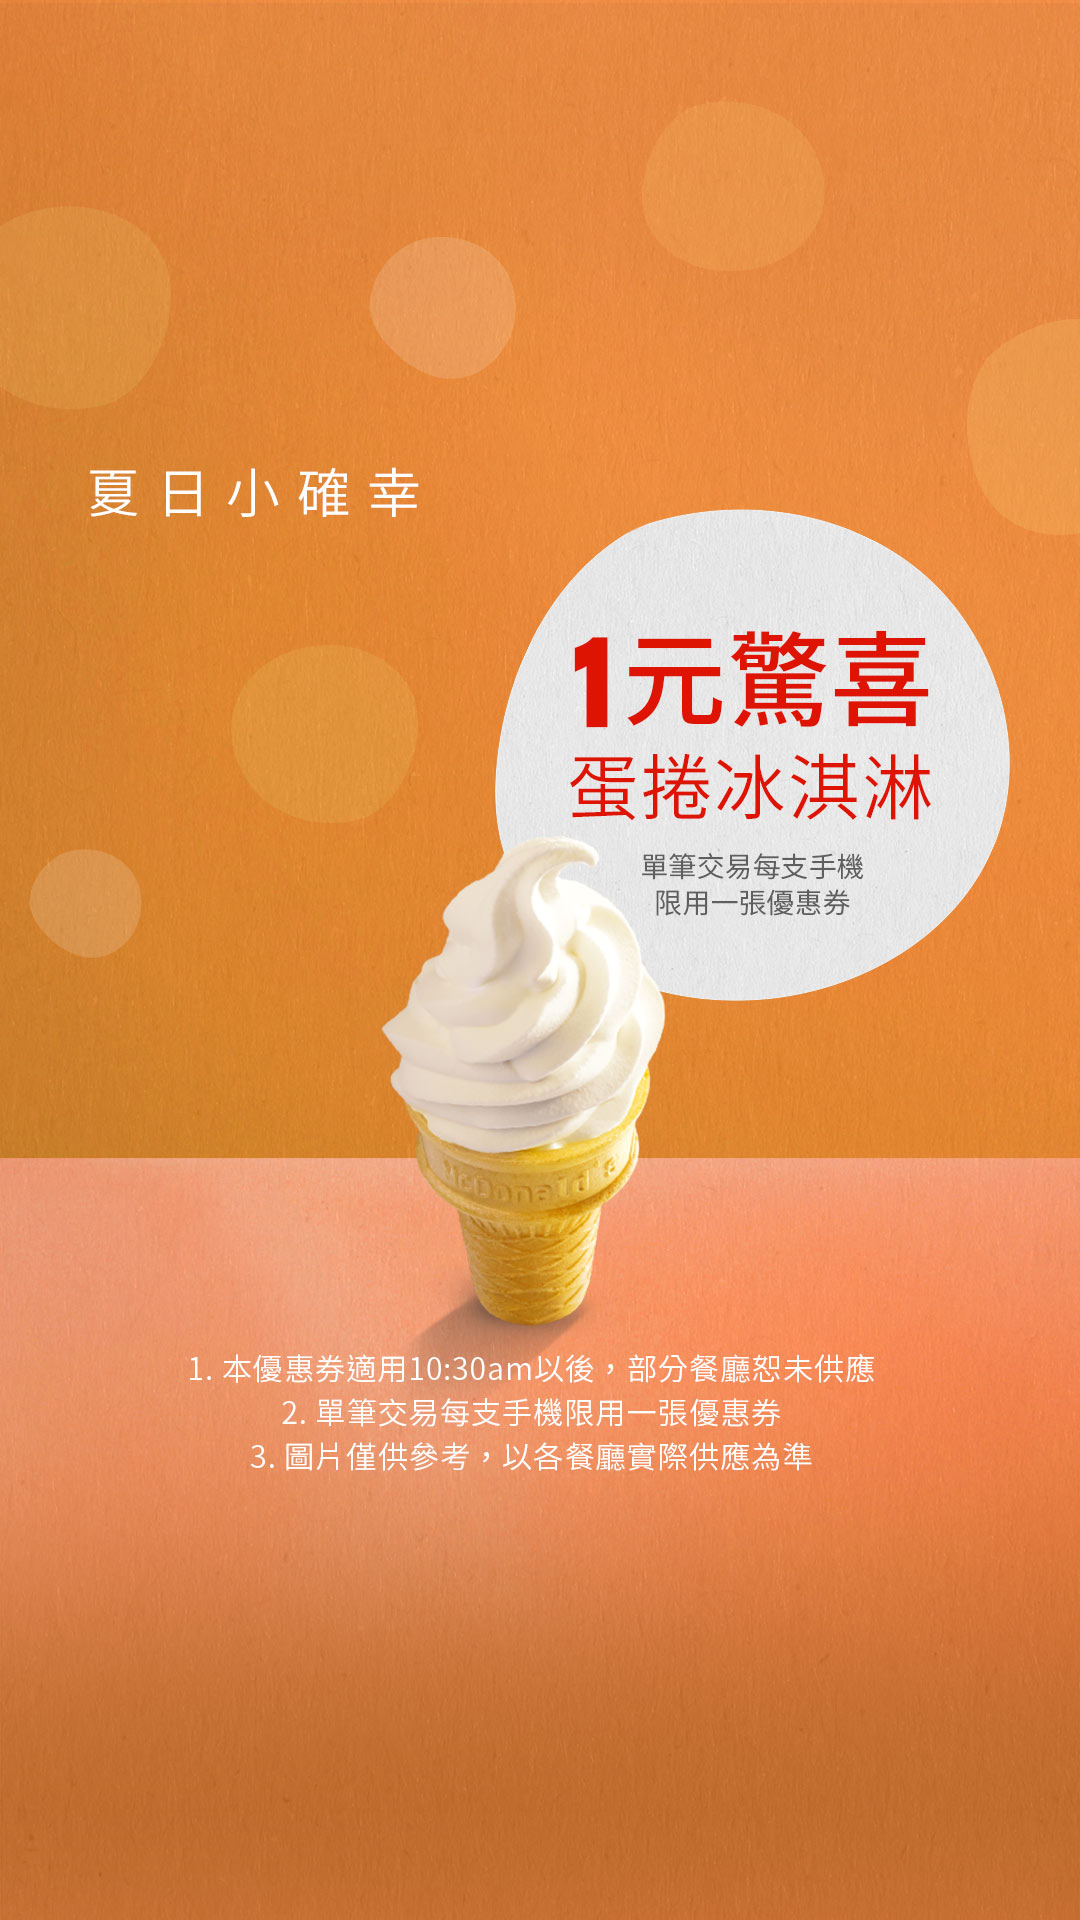 夏日小確幸
1元驚喜
蛋捲冰淇淋
單筆交易每支手機
限用一張優惠券
McDonald's
1. 本優惠券適用10:30am以後，部分餐廳恕未供應
2. 單筆交易每支手機限用一張優惠券
3. 圖片僅供參考，以各餐廳實際供應為準